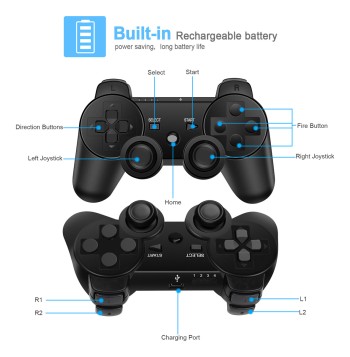 Built-in Rechargeable battery
power saving, long battery life
Select
Start
SELECT
START
Direction Buttons
Fire Button
Left Joystick
Right Joystick
Home
START
SELECT
1 2 3 4
R1
L1
R2
L2
Charging Port